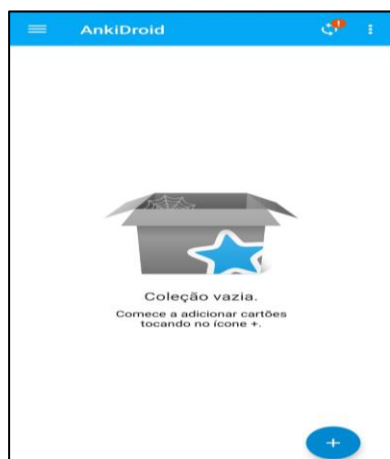 AnkiDroid
Coleção vazia.
Comece a adicionar cartões
tocando no ícone +.